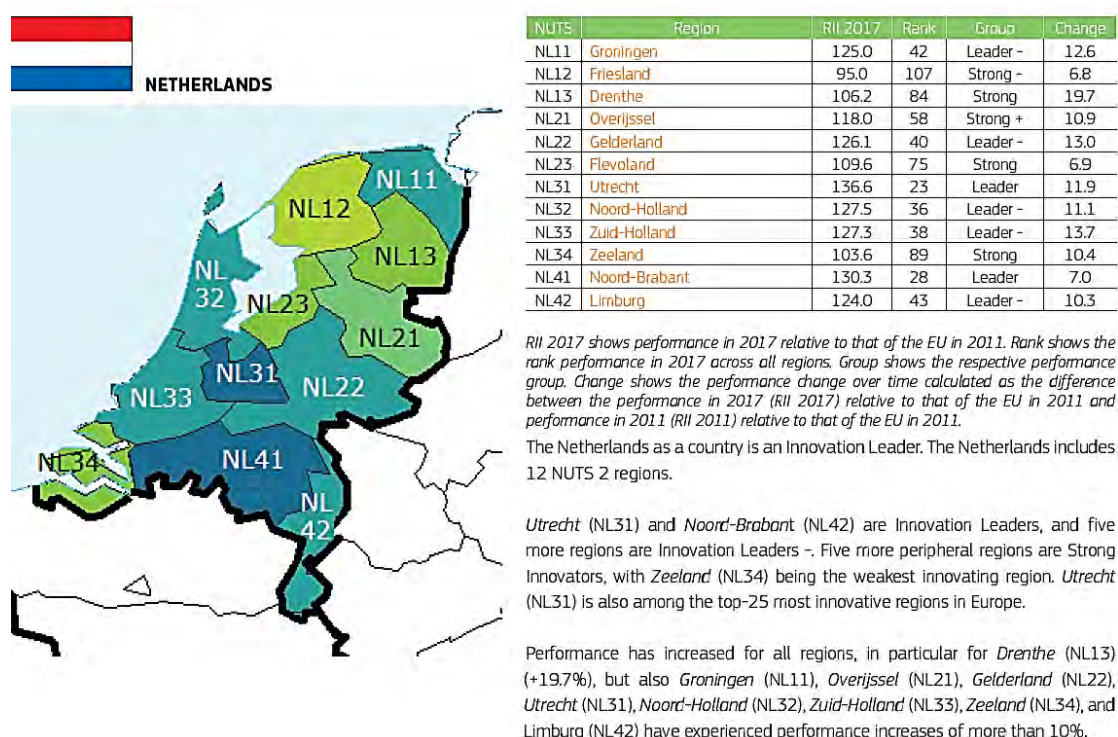 NETHERLANDS
NL11
NL12
NL13
NL
32
NL23
NL21
NL31
NL22
NL33
NL34
NL41
NL
42
NUTS Region RII 2017 Rank Group Change
NL11 Groningen 125.0 42 Leader - 12.6
NL12 Friesland 95.0 107 Strong - 6.8
NL13 Drenthe 106.2 84 Strong 19.7
NL21 Overijssel 118.0 58 Strong + 10.9
NL22 Gelderland 126.1 40 Leader - 13.0
NL23 Flevoland 109.6 75 Strong 6.9
NL31 Utrecht 136.6 23 Leader 11.9
NL32 Noord-Holland 127.5 36 Leader - 11.1
NL33 Zuid-Holland 127.3 38 Leader - 13.7
NL34 Zeeland 103.6 89 Strong 10.4
NL41 Noord-Brabant 130.3 28 Leader 7.0
NL42 Limburg 124.0 43 Leader - 10.3
RII 2017 shows performance in 2017 relative to that of the EU in 2011. Rank shows the
rank performance in 2017 across all regions. Group shows the respective performance
group. Change shows the performance change over time calculated as the difference
between the performance in 2017 (RII 2017) relative to that of the EU in 2011 and
performance in 2011 (RII 2011) relative to that of the EU in 2011.
The Netherlands as a country is an Innovation Leader. The Netherlands includes
12 NUTS 2 regions.
Utrecht (NL31) and Noord-Brabant (NL42) are Innovation Leaders, and five
more regions are Innovation Leaders -. Five more peripheral regions are Strong
Innovators, with Zeeland (NL34) being the weakest innovating region. Utrecht
(NL31) is also among the top-25 most innovative regions in Europe.
Performance has increased for all regions, in particular for Drenthe (NL13)
(+19.7%), but also Groningen (NL11), Overijssel (NL21), Gelderland (NL22),
Utrecht (NL31), Noord-Holland (NL32), Zuid-Holland (NL33), Zeeland (NL34), and
Limburg (NL42) have experienced performance increases of more than 10%.